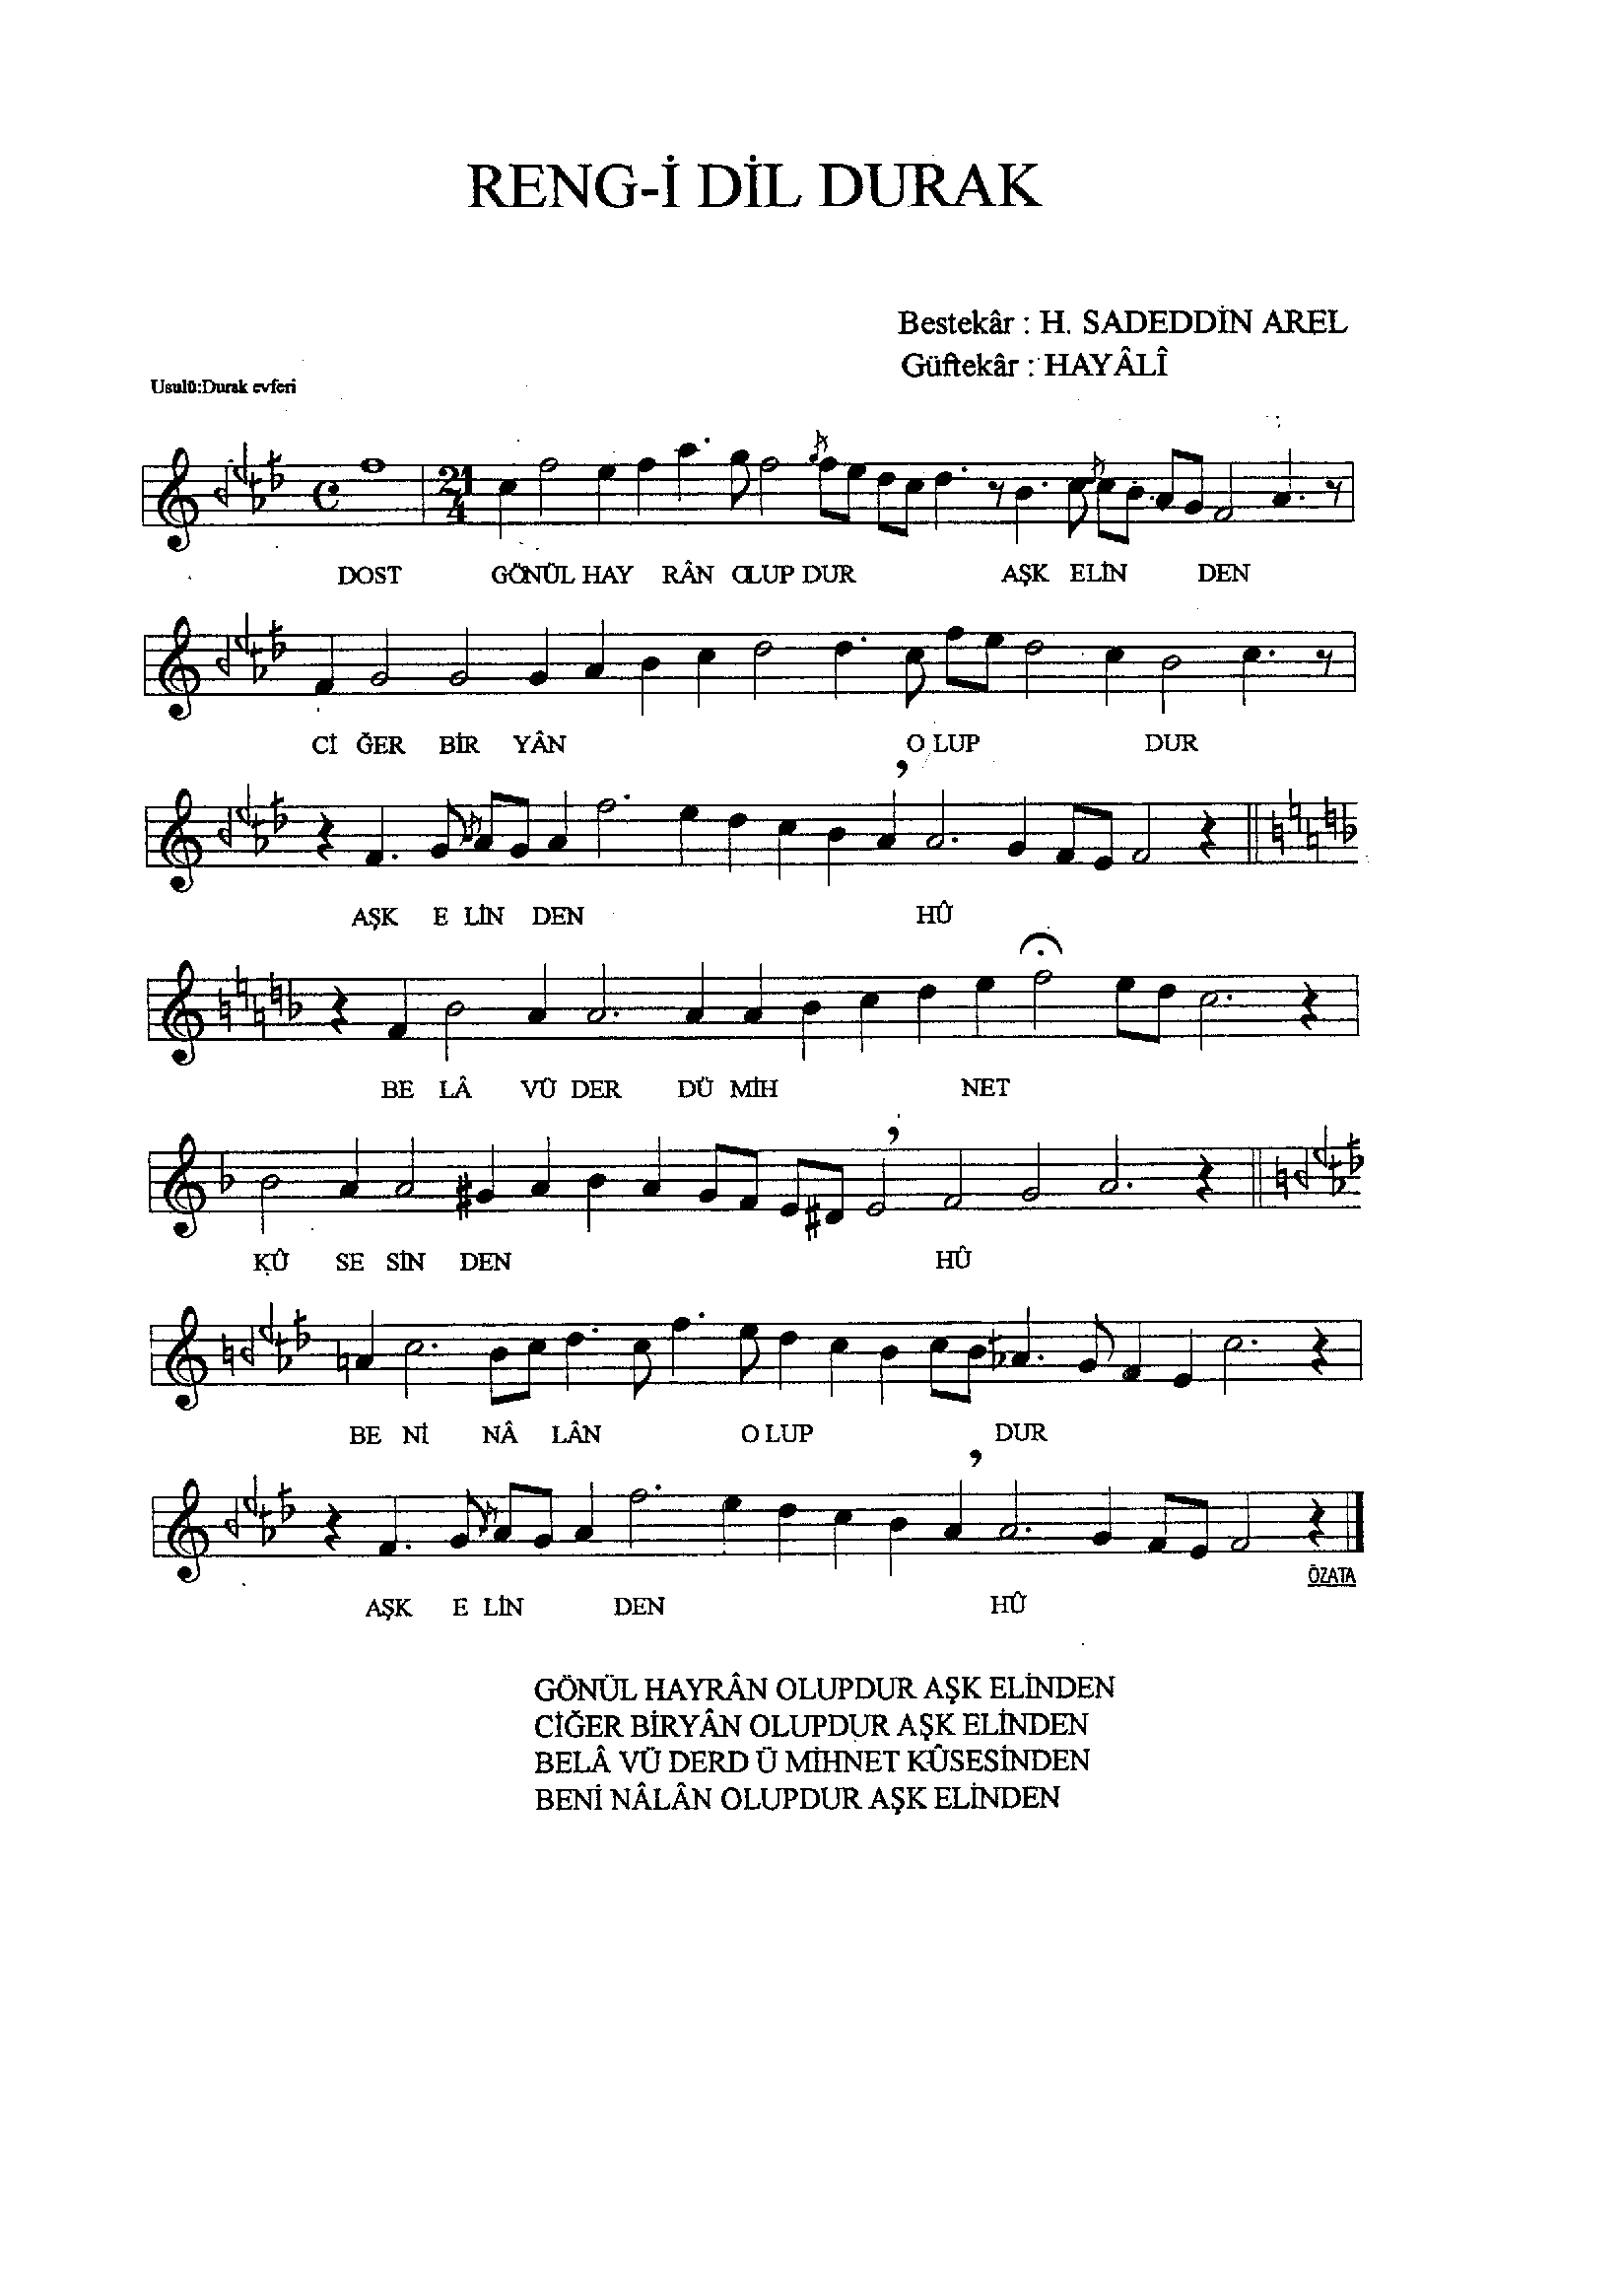 RENG-İ DİL DURAK
Bestekâr : H. SADEDDİN AREL
Güftekâr : HAYÂLÎ
Usulü:Durak evferi
21
4
DOST GÖNÜL HAY RÂN OLUP DUR AŞK ELİN DEN
Cİ ĞER BİR YÂN O LUP DUR
AŞK E LİN DEN HÛ
BE LÂ VÜ DER DÜ MİH NET
KÛ SE SİN DEN HÛ
BE Nİ NÂ LÂN O LUP DUR
AŞK E LİN DEN HÛ
ÖZATA
GÖNÜL HAYRÂN OLUPDUR AŞK ELİNDEN
CİĞER BİRYÂN OLUPDUR AŞK ELİNDEN
BELÂ VÜ DERD Ü MİHNET KÛSESİNDEN
BENİ NÂLÂN OLUPDUR AŞK ELİNDEN